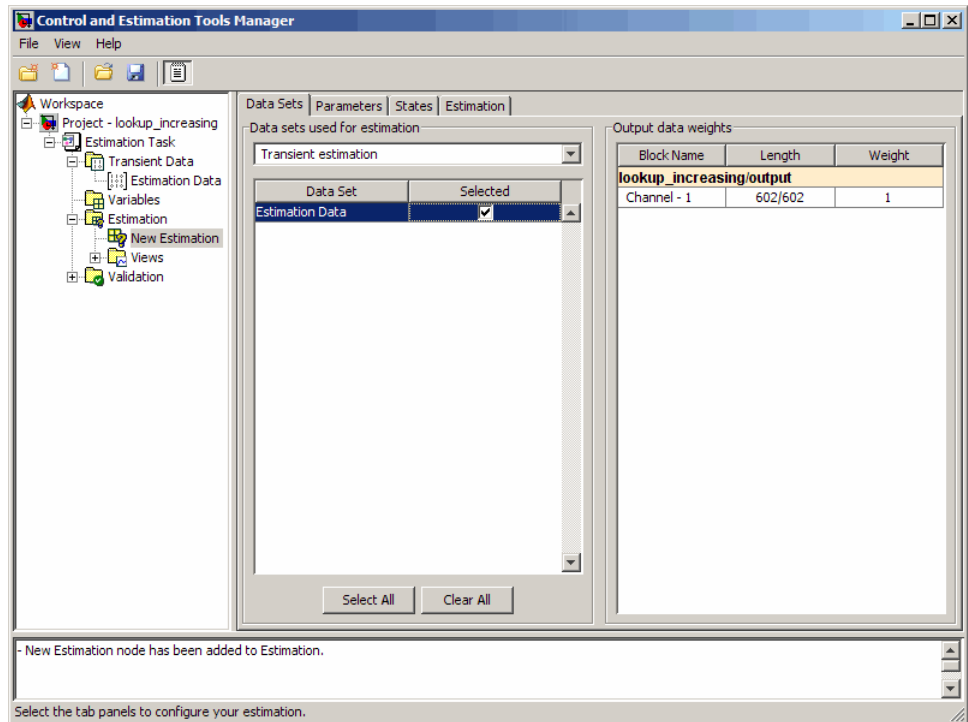 Control and Estimation Tools Manager
File View Help
Workspace
Project - lookup_increasing
Estimation Task
Transient Data
Estimation Data
Variables
Estimation
New Estimation
Views
Validation
Data Sets Parameters States Estimation
Data sets used for estimation
Transient estimation
Data Set Selected
Estimation Data
Select All Clear All
Output data weights
Block Name Length Weight
lookup_increasing/output
Channel - 1 602/602 1
- New Estimation node has been added to Estimation.
Select the tab panels to configure your estimation.